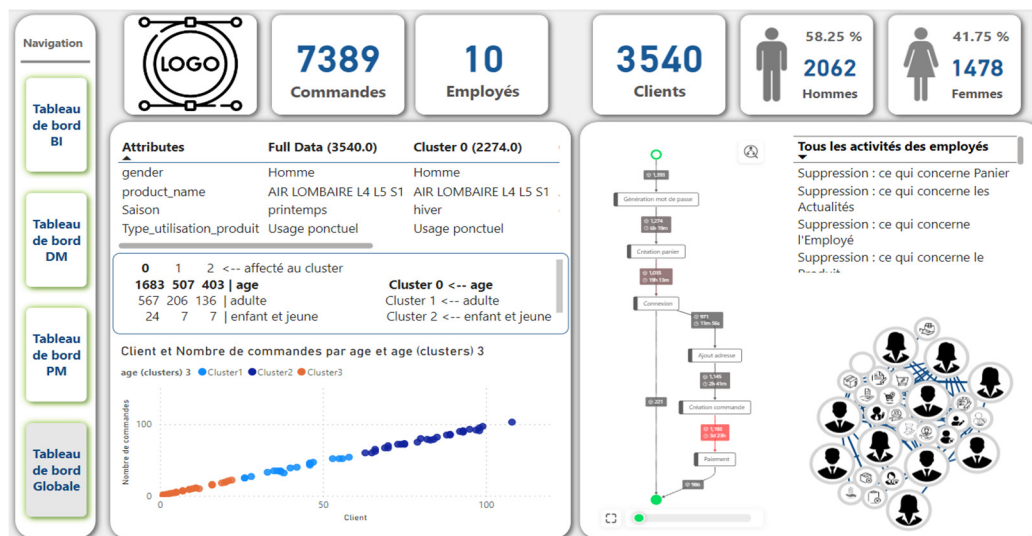 Navigation
Tableau
de bord
BI
Tableau
de bord
DM
Tableau
de bord
PM
Tableau
de bord
Globale
LOGO
7389
Commandes
10
Employés
3540
Clients
58.25 %
2062
Hommes
41.75 %
1478
Femmes
Attributes Full Data (3540.0) Cluster 0 (2274.0)
gender Homme Homme
product_name AIR LOMBAIRE L4 L5 S1 AIR LOMBAIRE L4 L5 S1
Saison printemps hiver
Type_utilisation_produit Usage ponctuel Usage ponctuel
0 1 2 <-- affecté au cluster
1683 507 403 | age Cluster 0 <-- age
567 206 136 | adulte Cluster 1 <-- adulte
24 7 7 | enfant et jeune Cluster 2 <-- enfant et jeune
Client et Nombre de commandes par age et age (clusters) 3
age (clusters) 3 Cluster1 Cluster2 Cluster3
Nombre de commandes
100
0
0 50 100
Client
Génération mot de passe
Création panier
Connexion
Ajout adresse
221
Création commande
Paiement
Tous les activités des employés
Suppression : ce qui concerne Panier
Suppression : ce qui concerne les
Actualités
Suppression : ce qui concerne
l'Employé
Suppression : ce qui concerne le
Produit